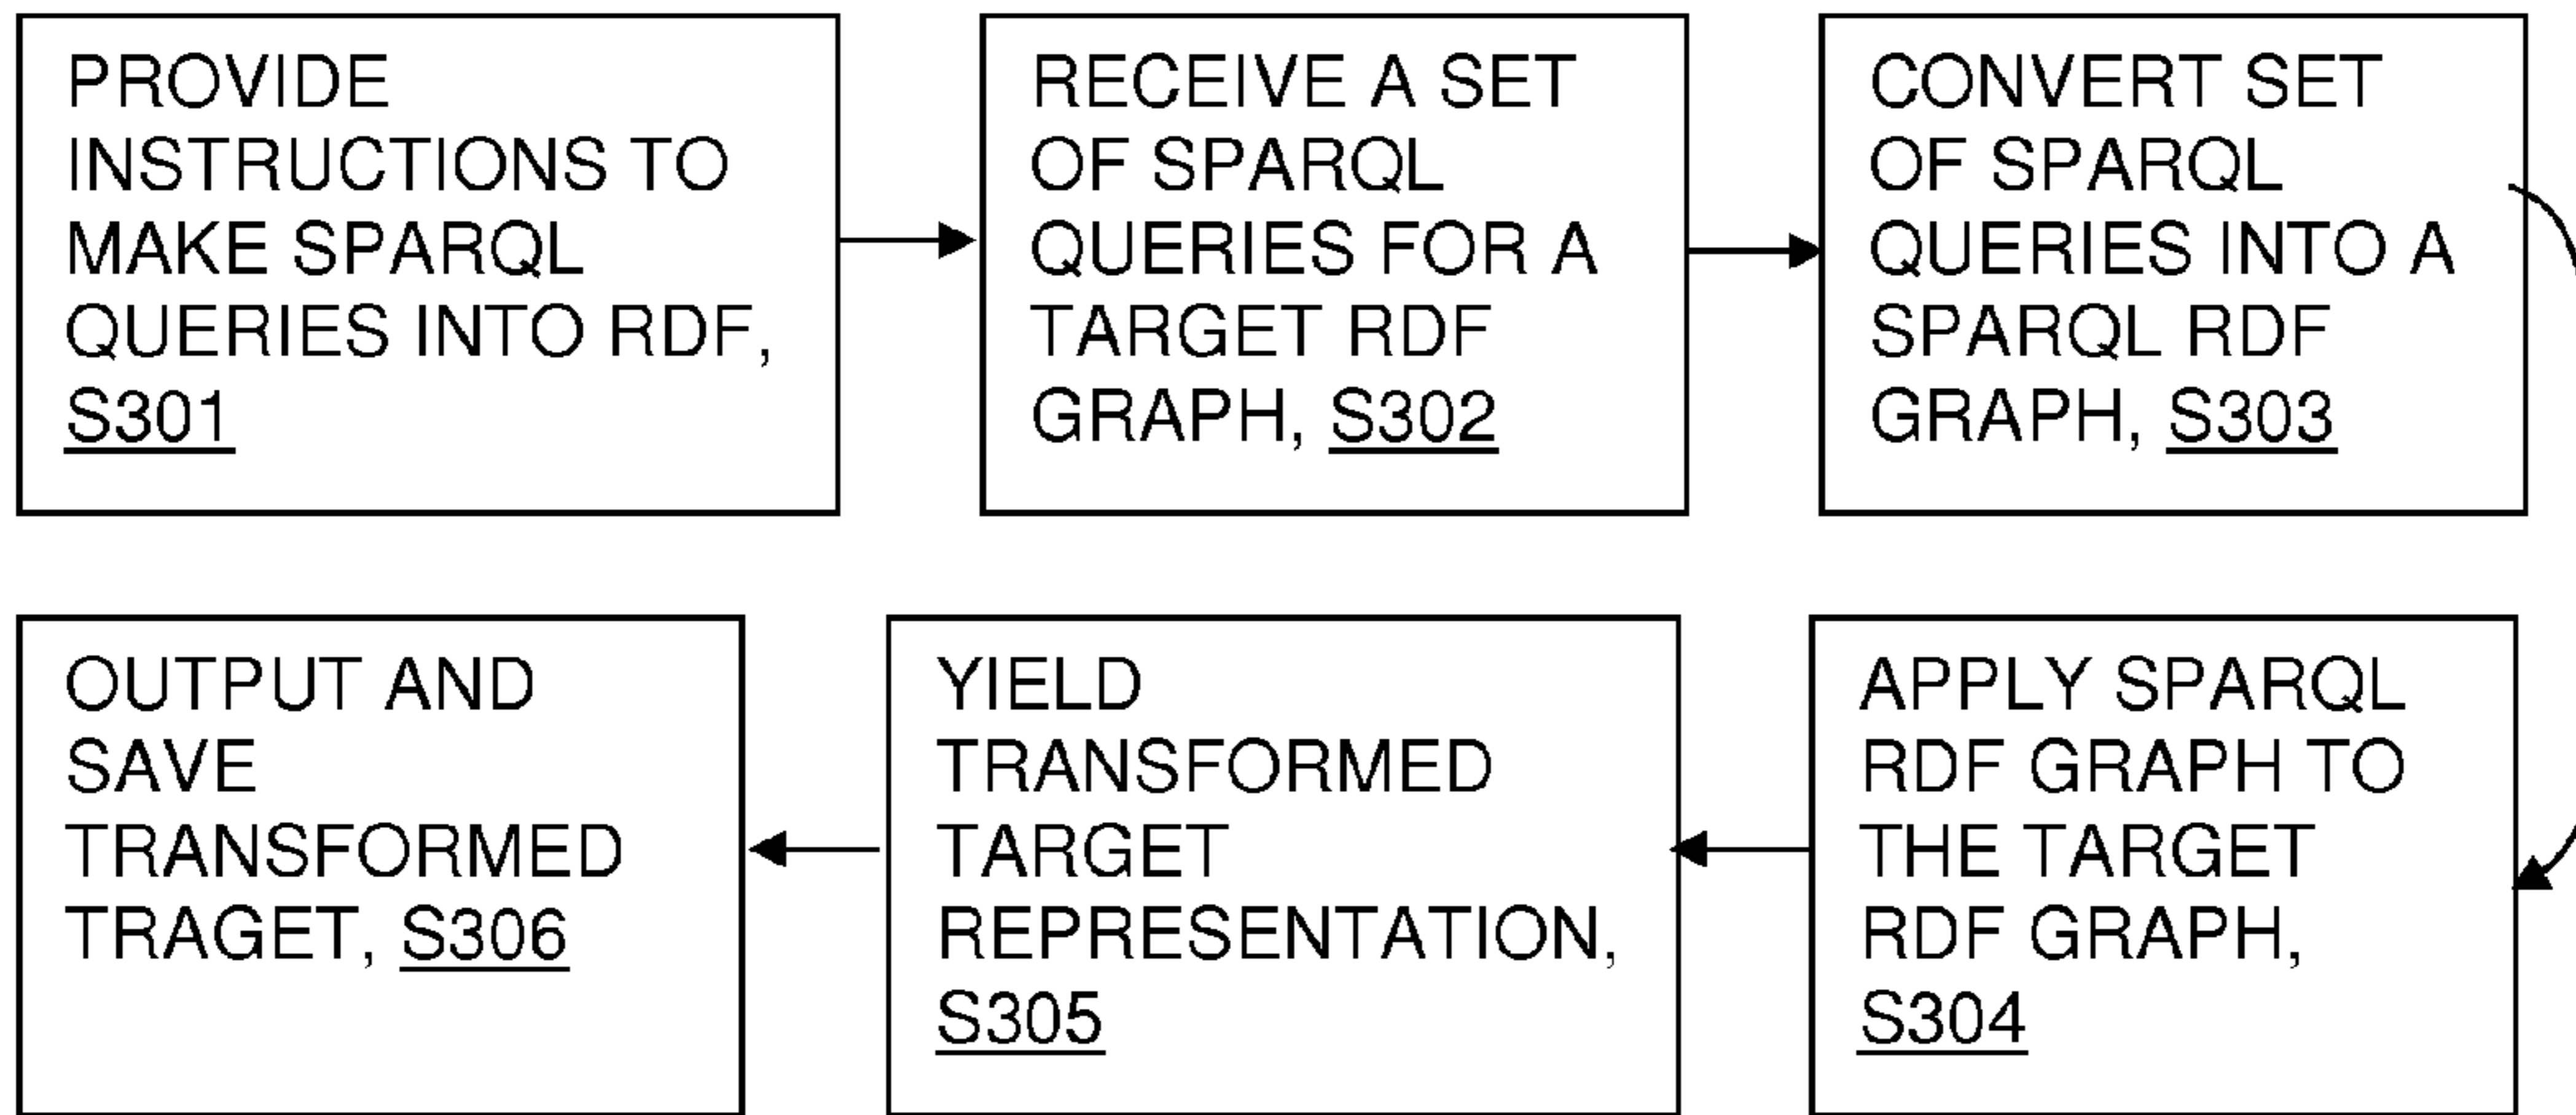 PROVIDE
INSTRUCTIONS TO
MAKE SPARQL
QUERIES INTO RDF,
S301
RECEIVE A SET
OF SPARQL
QUERIES FOR A
TARGET RDF
GRAPH, S302
CONVERT SET
OF SPARQL
QUERIES INTO A
SPARQL RDF
GRAPH, S303
APPLY SPARQL
RDF GRAPH TO
THE TARGET
RDF GRAPH,
S304
YIELD
TRANSFORMED
TARGET
REPRESENTATION,
S305
OUTPUT AND
SAVE
TRANSFORMED
TRAGET, S306